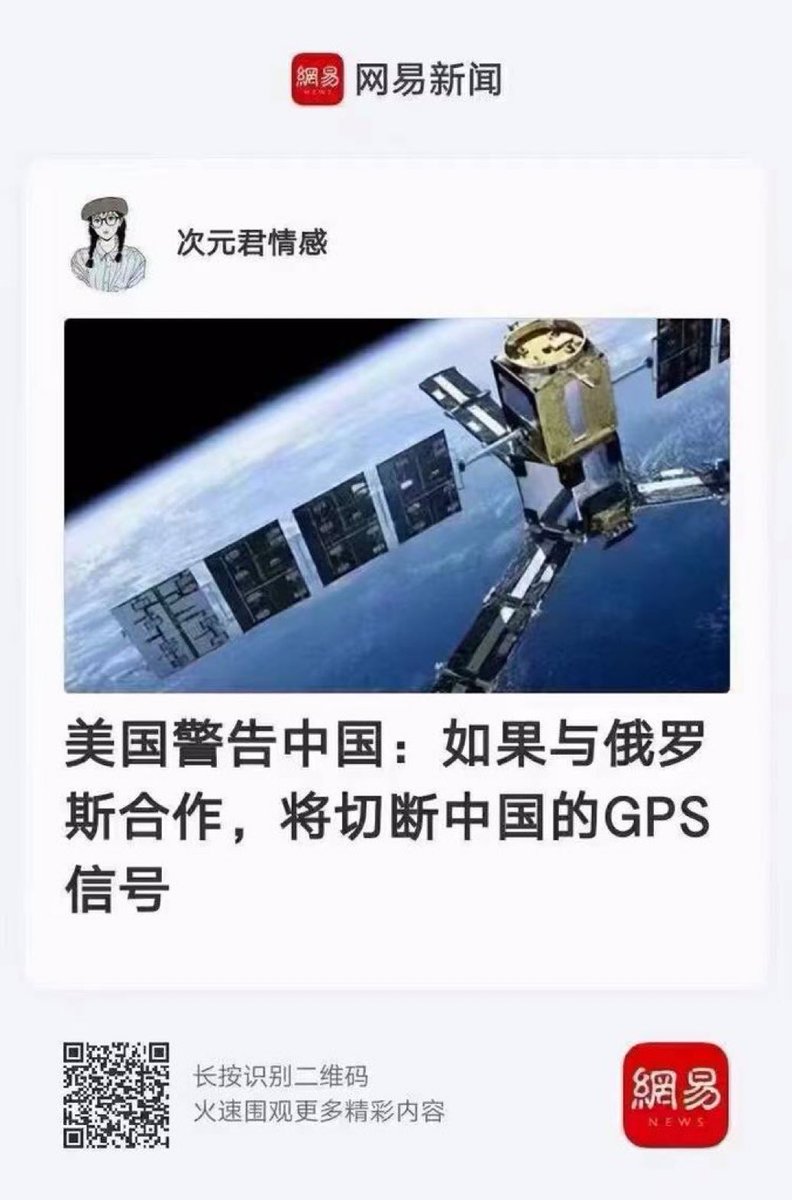 網易
NEWS
网易新闻
次元君情感
美国警告中国：如果与俄罗
斯合作，将切断中国的GPS
信号
长按识别二维码
火速围观更多精彩内容
網易
NEWS